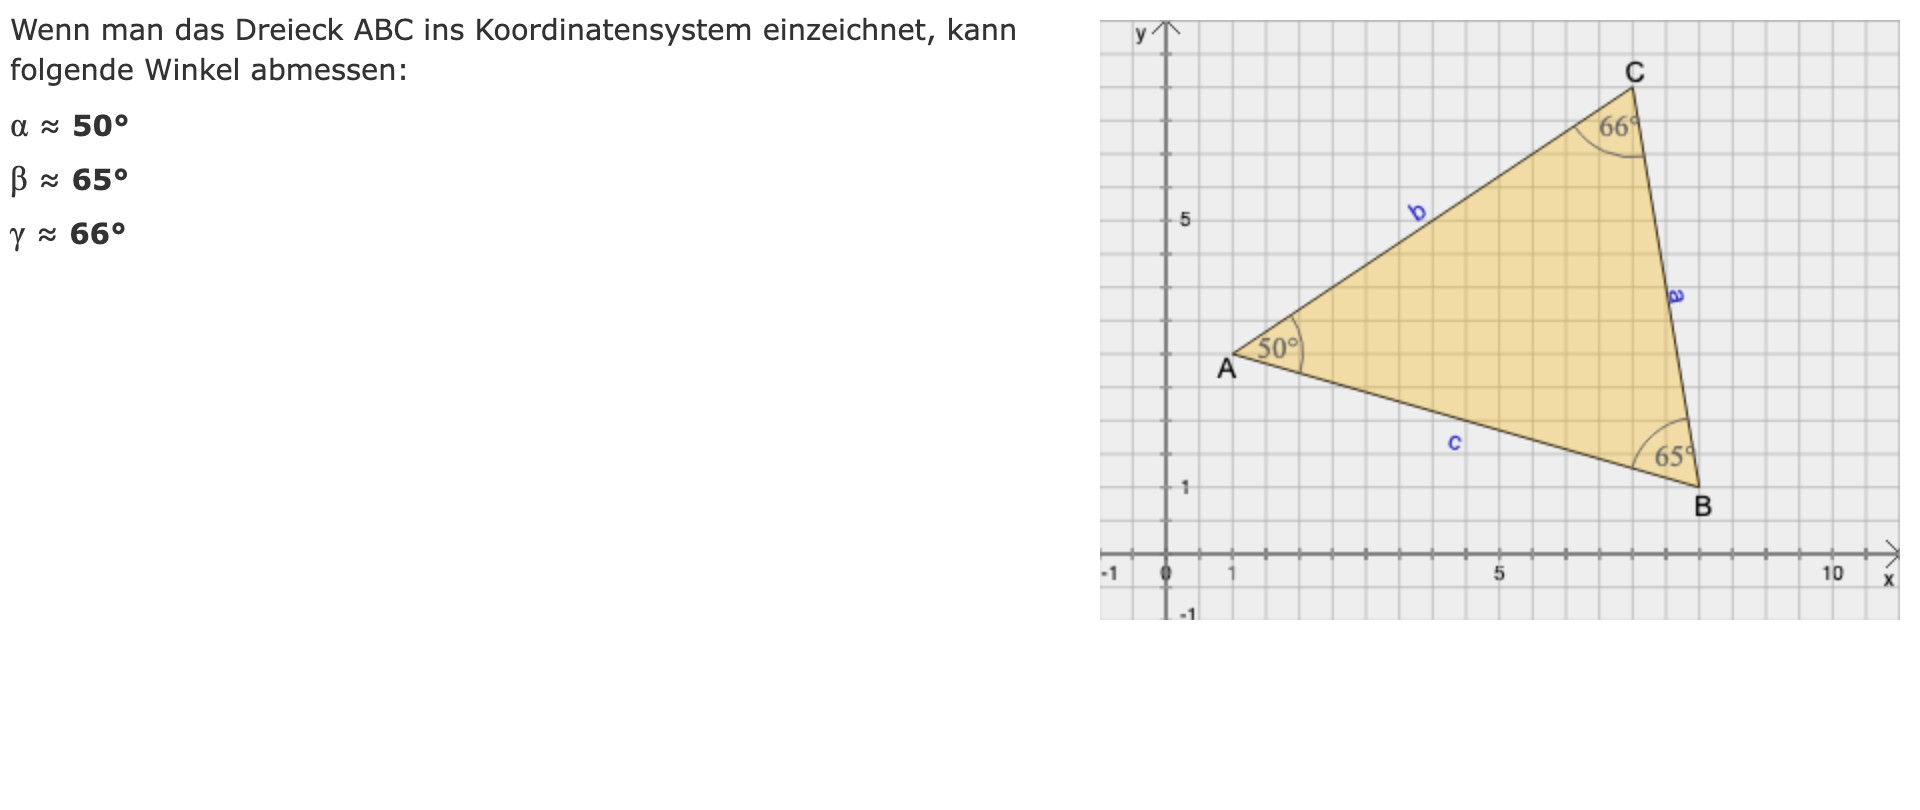 Wenn man das Dreieck ABC ins Koordinatensystem einzeichnet, kann
folgende Winkel abmessen:
α ≈ 50°
β ≈ 65°
γ ≈ 66°
y
C
66°
b
5
a
50°
A
c
65°
1
B
-1 0 1 5 10 x
-1